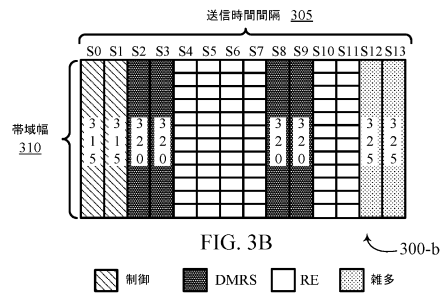 送信時間間隔 305
S0 S1 S2 S3 S4 S5 S6 S7 S8 S9 S10 S11 S12 S13
帯域幅
310
315 315 320 320 320 320 325 325
FIG. 3B
300-b
制御 DMRS RE 雑多